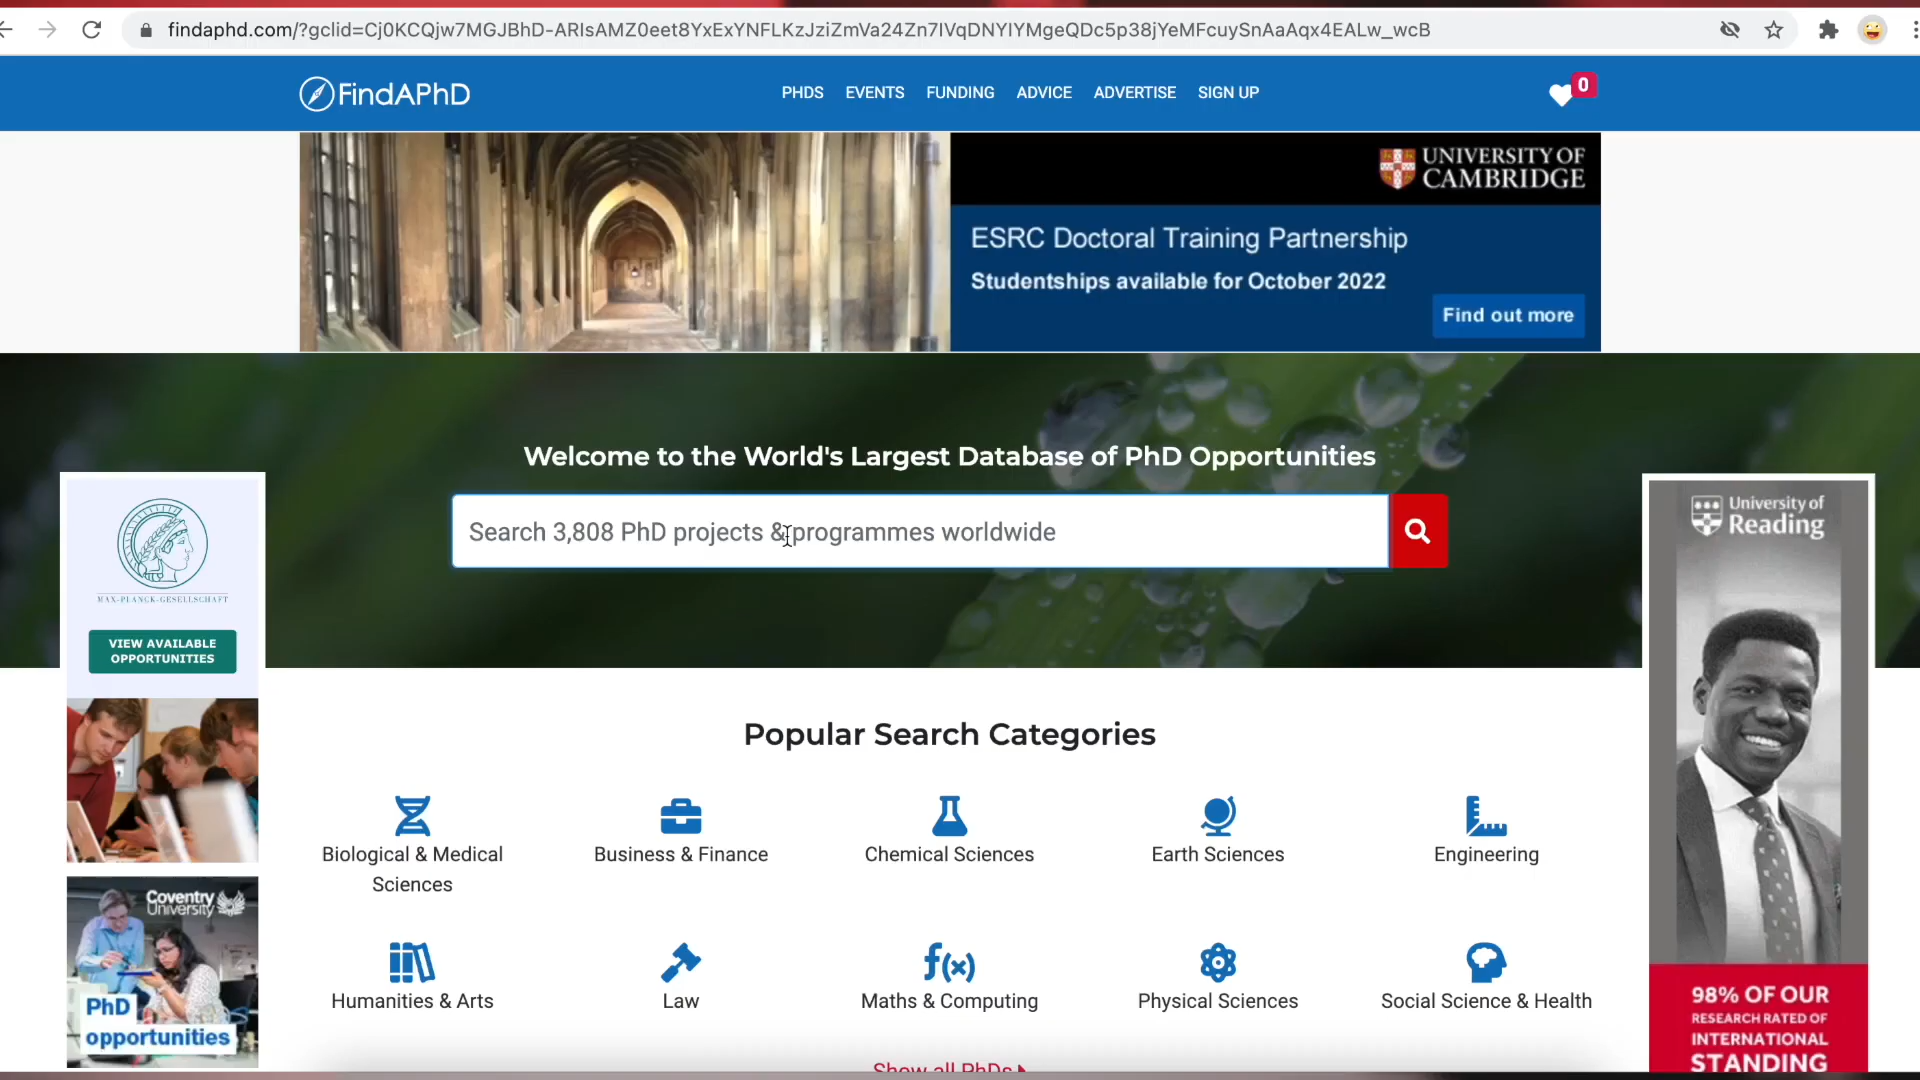 findaphd.com/?gclid=Cj0KCQjw7MGJBhD-ARIsAMZ0eet8YxExYNFLKzJziZmVa24Zn7IVqDNYIYMgeQDc5p38jYeMFcuySnAaAqx4EALw_wcB
FindAPhD
PHDS EVENTS FUNDING ADVICE ADVERTISE SIGN UP
0
UNIVERSITY OF
CAMBRIDGE
ESRC Doctoral Training Partnership
Studentships available for October 2022
Find out more
Welcome to the World's Largest Database of PhD Opportunities
Search 3,808 PhD projects & programmes worldwide
MAX-PLANCK-GESELLSCHAFT
VIEW AVAILABLE
OPPORTUNITIES
Coventry
University
PhD
opportunities
University of
Reading
98% OF OUR
RESEARCH RATED OF
INTERNATIONAL
STANDING
Popular Search Categories
Biological & Medical
Sciences
Business & Finance
Chemical Sciences
Earth Sciences
Engineering
Humanities & Arts
Law
f(x)
Maths & Computing
Physical Sciences
Social Science & Health
Show all PhDs